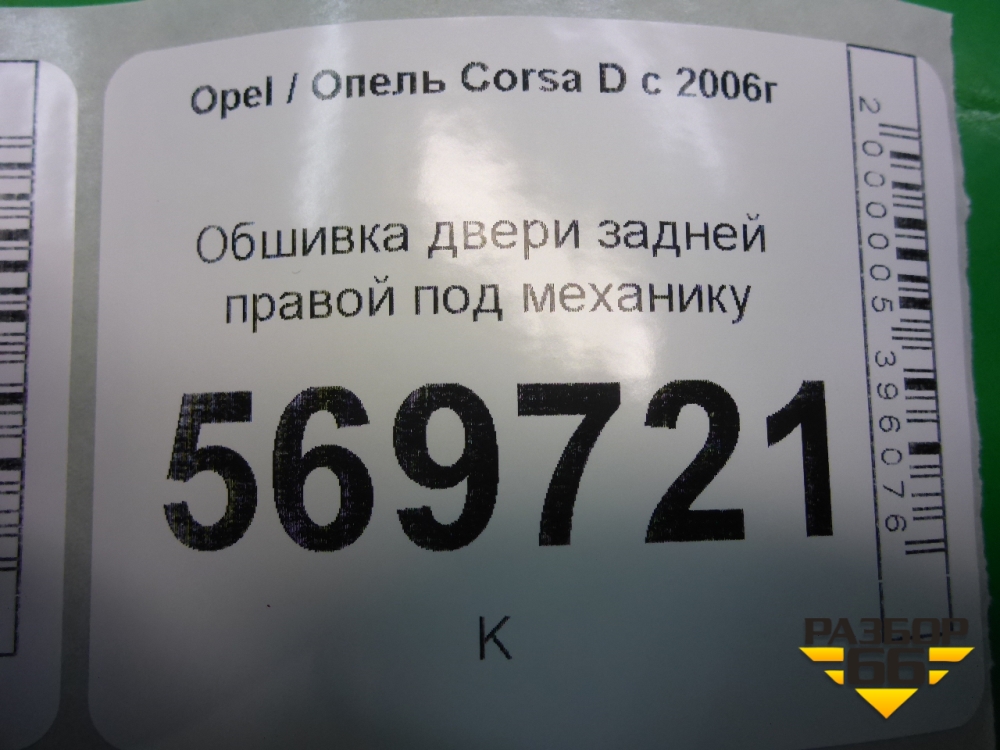 Opel / Опель Corsa D с 2006г
Обшивка двери задней
правой под механику
569721
К
2000005396076
РАЗБОР
66